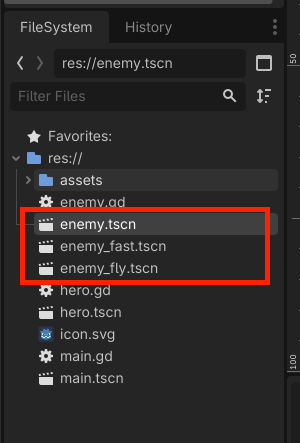 FileSystem History
res://enemy.tscn
Filter Files
Favorites:
res://
assets
enemy.gd
enemy.tscn
enemy_fast.tscn
enemy_fly.tscn
hero.gd
hero.tscn
icon.svg
main.gd
main.tscn
50
100